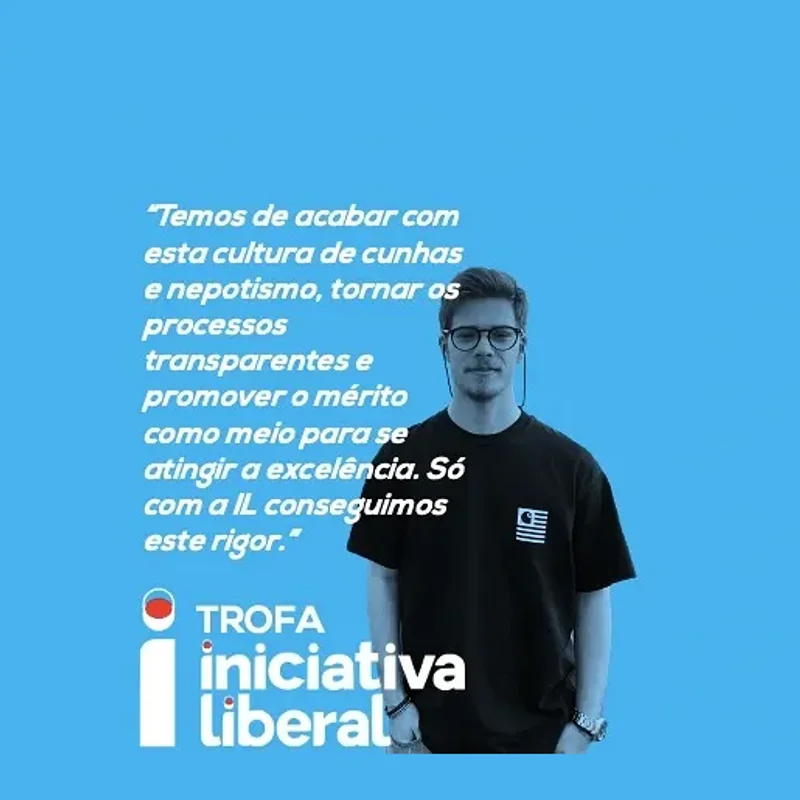 “Temos de acabar com
esta cultura de cunhas
e nepotismo, tornar os
processos
transparentes e
promover o mérito
como meio para se
atingir a excelência. Só
com a IL conseguimos
este rigor.”
TROFA
iniciativa
liberal